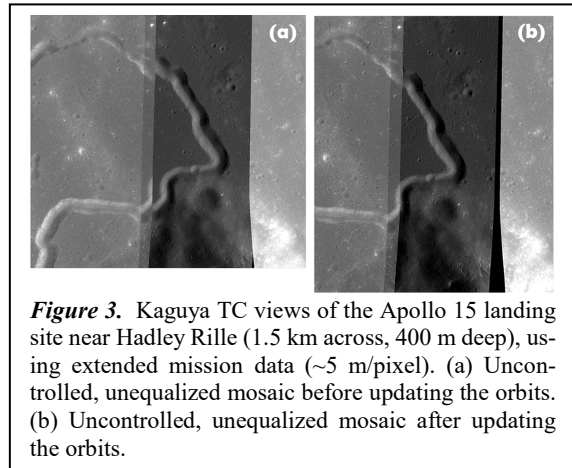 (a)
(b)
Figure 3. Kaguya TC views of the Apollo 15 landing
site near Hadley Rille (1.5 km across, 400 m deep), us-
ing extended mission data (~5 m/pixel). (a) Uncon-
trolled, unequalized mosaic before updating the orbits.
(b) Uncontrolled, unequalized mosaic after updating
the orbits.